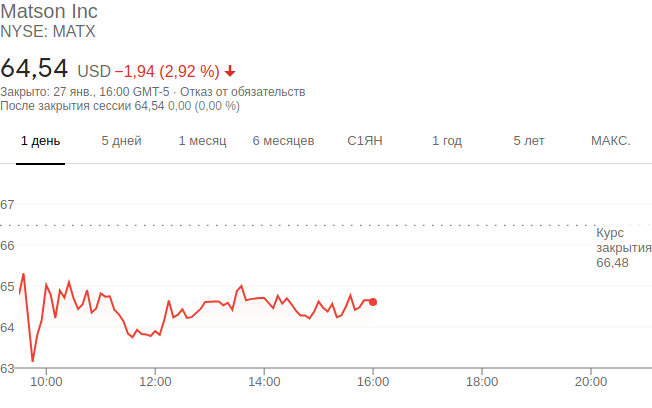 Matson Inc
NYSE: MATX
64,54 USD −1,94 (2,92 %)
Закрыто: 27 янв., 16:00 GMT-5 · Отказ от обязательств
После закрытия сессии 64,54 0,00 (0,00 %)
1 день 5 дней 1 месяц 6 месяцев С1ЯН 1 год 5 лет МАКС.
67
Курс
закрытия
66,48
66
65
64
63
10:00 12:00 14:00 16:00 18:00 20:00